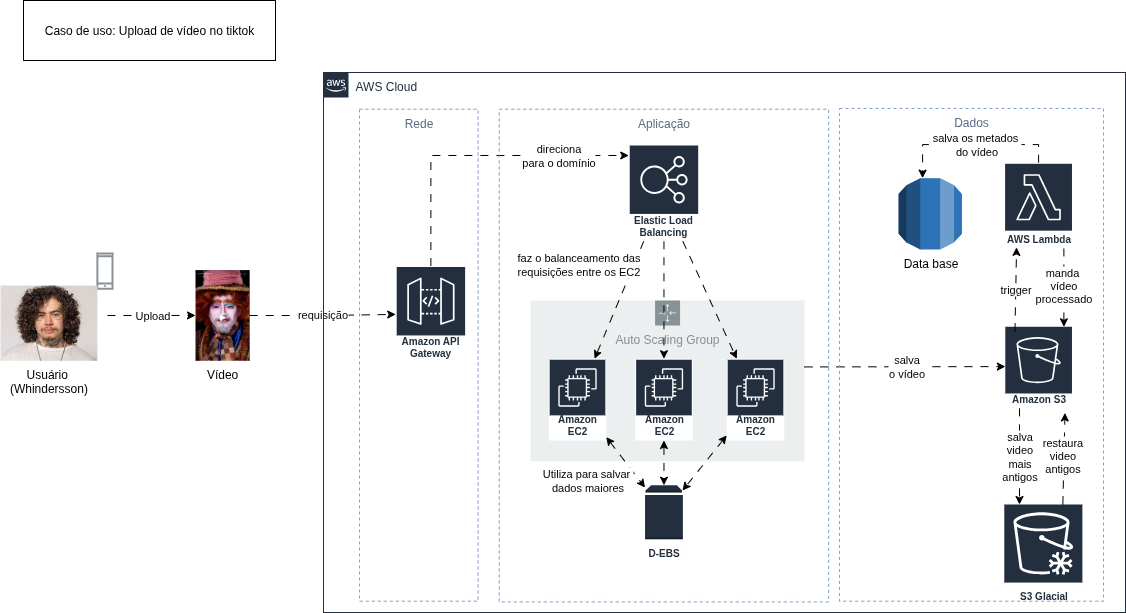 Caso de uso: Upload de vídeo no tiktok
aws
AWS Cloud
Rede
Aplicação
Dados
salva os metados
do vídeo
direciona
para o domínio
Elastic Load
Balancing
AWS Lambda
Data base
faz o balanceamento das
requisições entre os EC2
trigger
manda
vídeo
processado
Upload
requisição
Amazon API
Gateway
Auto Scaling Group
Usuário
(Whindersson)
Vídeo
salva
o vídeo
Amazon S3
Amazon
EC2
Amazon
EC2
Amazon
EC2
salva
video
mais
antigos
restaura
video
antigos
Utiliza para salvar
dados maiores
D-EBS
S3 Glacial